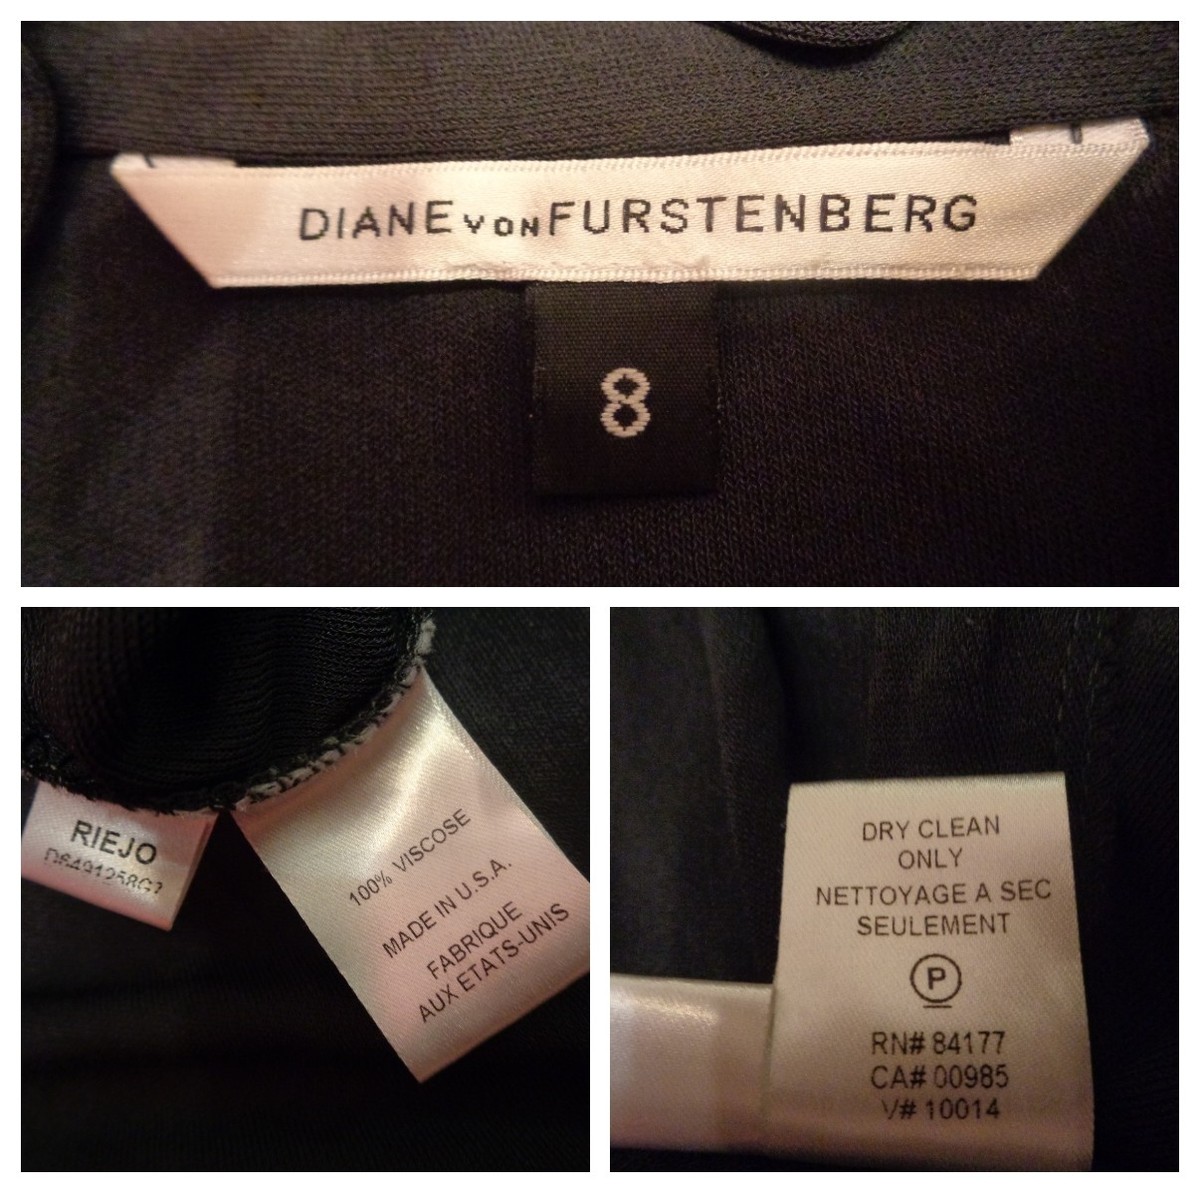 DIANE VON FURSTENBERG
8
RIEJO
100% VISCOSE
MADE IN U.S.A.
FABRIQUE
AUX ETATS-UNIS
DRY CLEAN
ONLY
NETTOYAGE A SEC
SEULEMENT
P
RN# 84177
CA# 00985
V# 10014